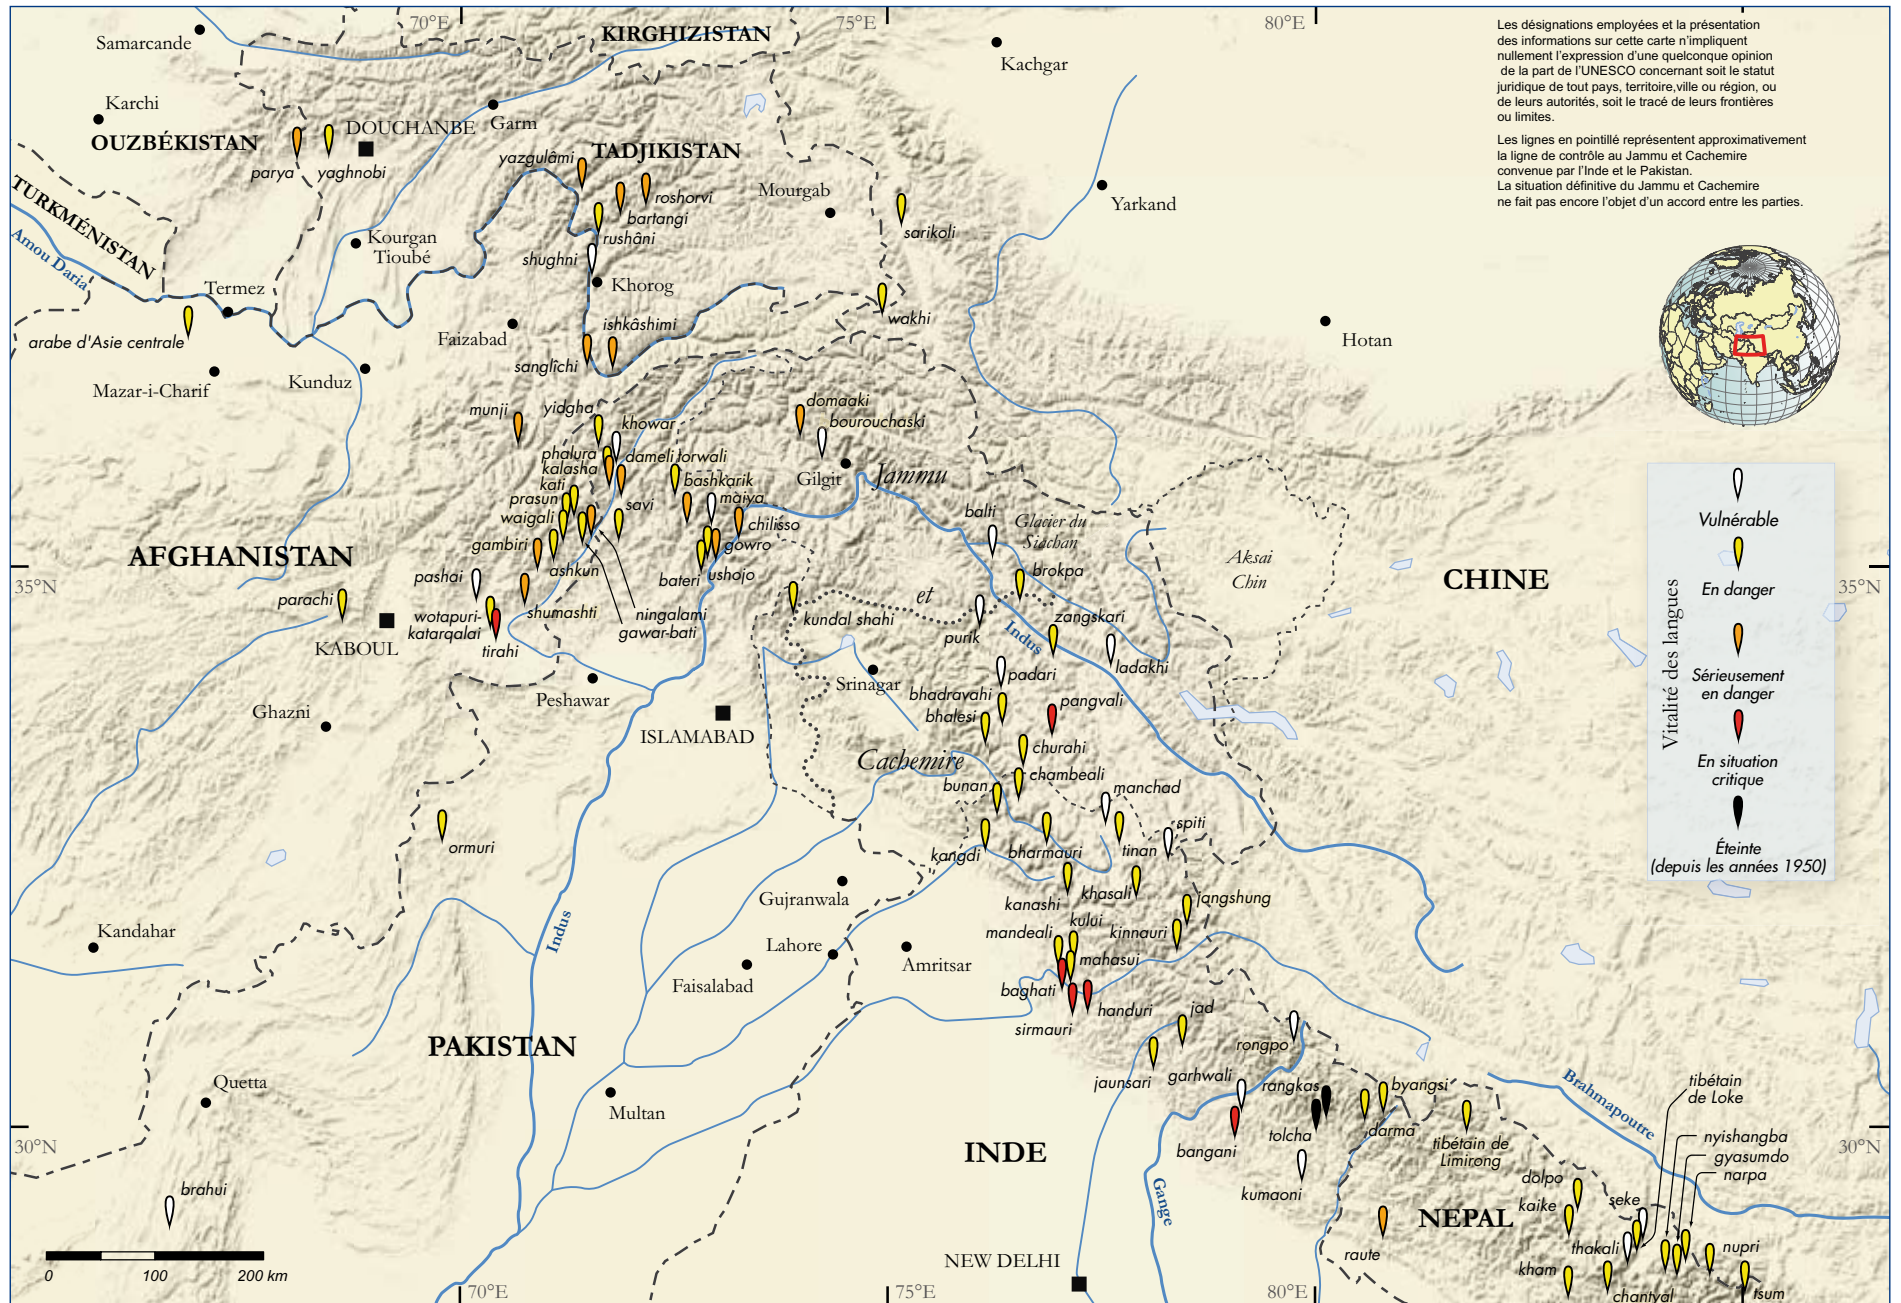 70°E
75°E
80°E
Les désignations employées et la présentation
des informations sur cette carte n'impliquent
nullement l'expression d'une quelconque opinion
de la part de l'UNESCO concernant soit le statut
juridique de tout pays, territoire,ville ou région, ou
de leurs autorités, soit le tracé de leurs frontières
ou limites.
Les lignes en pointillé représentent approximativement
la ligne de contrôle au Jammu et Cachemire
convenue par l'Inde et le Pakistan.
La situation définitive du Jammu et Cachemire
ne fait pas encore l'objet d'un accord entre les parties.
Samarcande
KIRGHIZISTAN
Kachgar
Karchi
OUZBÉKISTAN
DOUCHANBE
Garm
parya
yaghnobi
yazgulâmi
TADJIKISTAN
roshorvi
bartangi
rushâni
Mourgab
Yarkand
sarikoli
TURKMÉNISTAN
Amou Daria
Kourgan
Tioubé
shughni
Khorog
Termez
arabe d'Asie centrale
Mazar-i-Charif
Kunduz
Faizabad
ishkâshimi
sanglîchi
wakhi
Hotan
munji
yidgha
khowar
domaaki
bourouchaski
phalura
kalasha
kati
dameli
torwali
prasun
waigali
savi
bashkarik
maiya
chilisso
gowro
Gilgit
Jammu
gambiri
ashkun
bateri
ushojo
balti
Glacier du
Siachan
Aksai
Chin
AFGHANISTAN
CHINE
35°N
35°N
pashai
parachi
KABOUL
wotapuri-
katarqalai
tirahi
shumashti
ningalami
gawar-bati
kundal shahi
et
brokpa
purik
Indus
zangskari
ladakhi
Peshawar
Ghazni
ISLAMABAD
Srinagar
padari
bhadravahi
bhalesi
pangvali
churahi
Cachemire
chambeali
bunan
manchad
spiti
ormuri
kangdi
bharmauri
tinan
Gujranwala
kanashi
khasali
jangshung
Kandahar
Indus
Lahore
Faisalabad
Amritsar
kului
mandeali
kinnauri
mahasui
baghati
handuri
sirmauri
jad
PAKISTAN
Quetta
Multan
jaunsari
garhwali
rongpo
rangkas
byangsi
tolcha
darma
bangani
tibétain de
Limirong
Brahmapoutre
tibétain
de Loke
nyishangba
gyasumdo
narpa
30°N
30°N
INDE
kumaoni
Gange
brahui
NEW DELHI
raute
NEPAL
dolpo
kaike
seke
thakali
kham
chantyal
nupri
tsum
0
100
200 km
70°E
75°E
80°E
Vitalité des langues
Vulnérable
En danger
Sérieusement
en danger
En situation
critique
Éteinte
(depuis les années 1950)